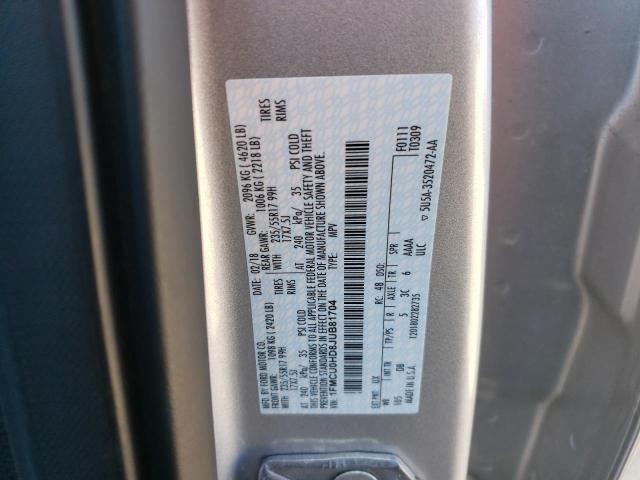 MFD. BY FORD MOTOR CO.
DATE: 02/18 GVWR: 2096 KG ( 4620 LB)
FRONT GAWR: 1098 KG ( 2420 LB) REAR GAWR: 1006 KG ( 2218 LB)
235/55R17 99H TIRES WITH 235/55R17 99H TIRES
17X7.5J RIMS 17X7.5J RIMS
AT 240 kPa/ 35 PSI COLD AT 240 kPa/ 35 PSI COLD
THIS VEHICLE CONFORMS TO ALL APPLICABLE FEDERAL MOTOR VEHICLE SAFETY AND THEFT
PREVENTION STANDARDS IN EFFECT ON THE DATE OF MANUFACTURE SHOWN ABOVE.
VIN: 1FMCU0HD8JUB81704 TYPE: MPV
F0111
T0309
EXT PNT: UX RC: 48 DSO:
WB INT TR TP/PS R AXLE TR SPR
105 DB 5 3C 6 AAAA
MADE IN U.S.A. 1201802282735 ULC
▽ 5U5A-3520472-AA